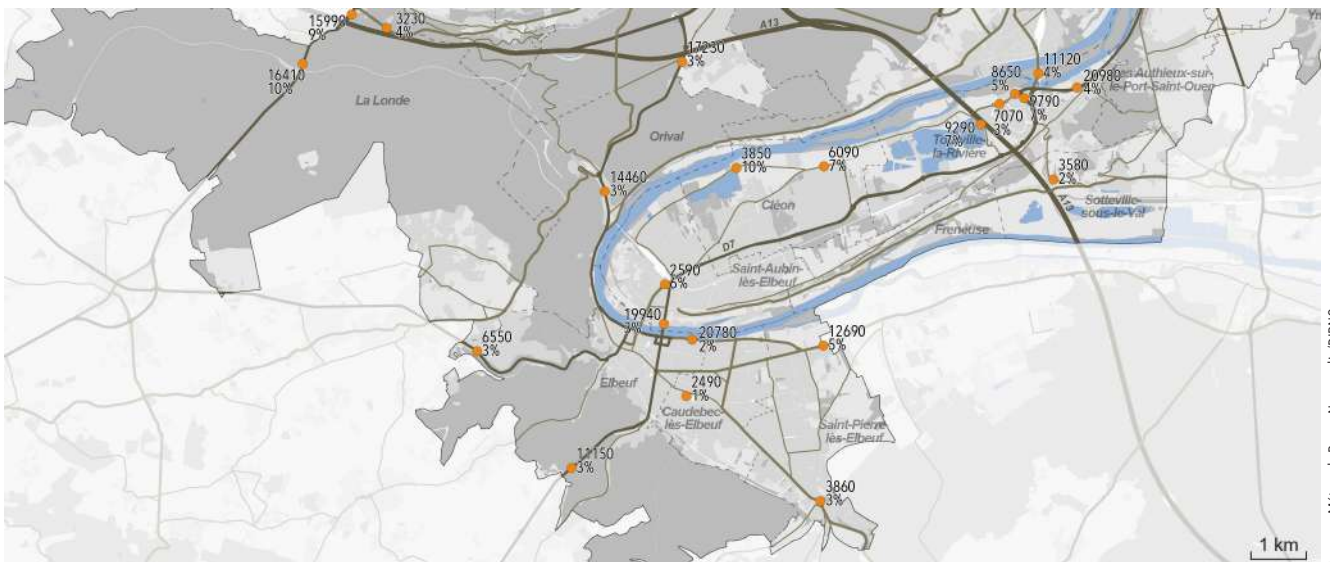 15990
9%
3230
4%
A13
17230
3%
16410
10%
La Londe
11120
4%
8650
5%
20980
4%
Les Authieux-sur-
le-Port-Saint-Ouen
9790
7%
7070
3%
9290
7%
Tourville-
la-Rivière
Orival
3850
10%
6090
7%
3580
2%
14460
3%
Cléon
A13
Sotteville-
sous-le-Val
Freneuse
D7
Saint-Aubin-
lès-Elbeuf
2590
6%
19940
3%
20780
2%
12690
5%
6550
3%
Elbeuf
2490
1%
Caudebec-
lès-Elbeuf
Saint-Pierre
lès-Elbeuf
11150
3%
3860
3%
1 km